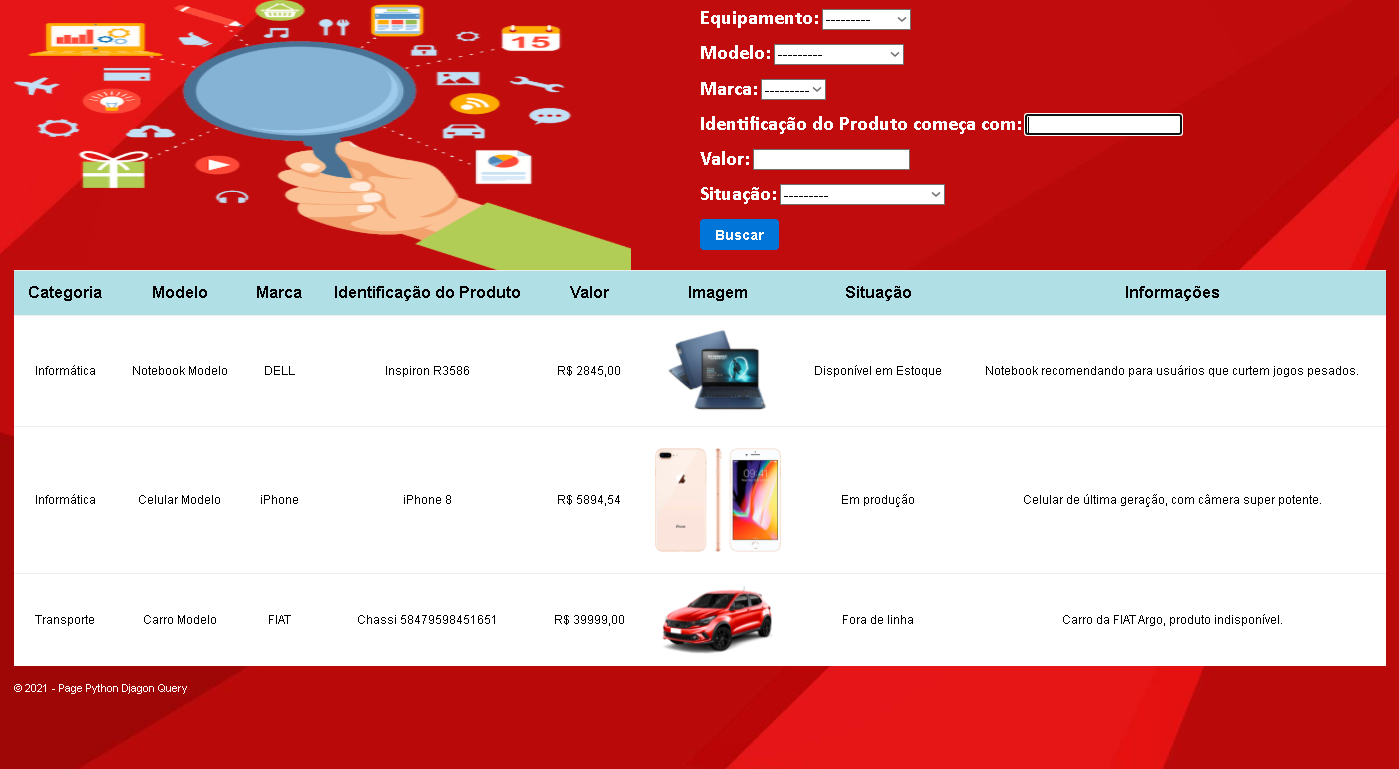 15
Equipamento: ---------
Modelo: ---------
Marca: ---------
Identificação do Produto começa com:
Valor:
Situação: ---------
Buscar
Categoria Modelo Marca Identificação do Produto Valor Imagem Situação Informações
Informática Notebook Modelo DELL Inspiron R3586 R$ 2845,00 Disponível em Estoque Notebook recomendando para usuários que curtem jogos pesados.
09:41
Informática Celular Modelo iPhone iPhone 8 R$ 5894,54 Em produção Celular de última geração, com câmera super potente.
Transporte Carro Modelo FIAT Chassi 58479598451651 R$ 39999,00 Fora de linha Carro da FIAT Argo, produto indisponível.
© 2021 - Page Python Djagon Query